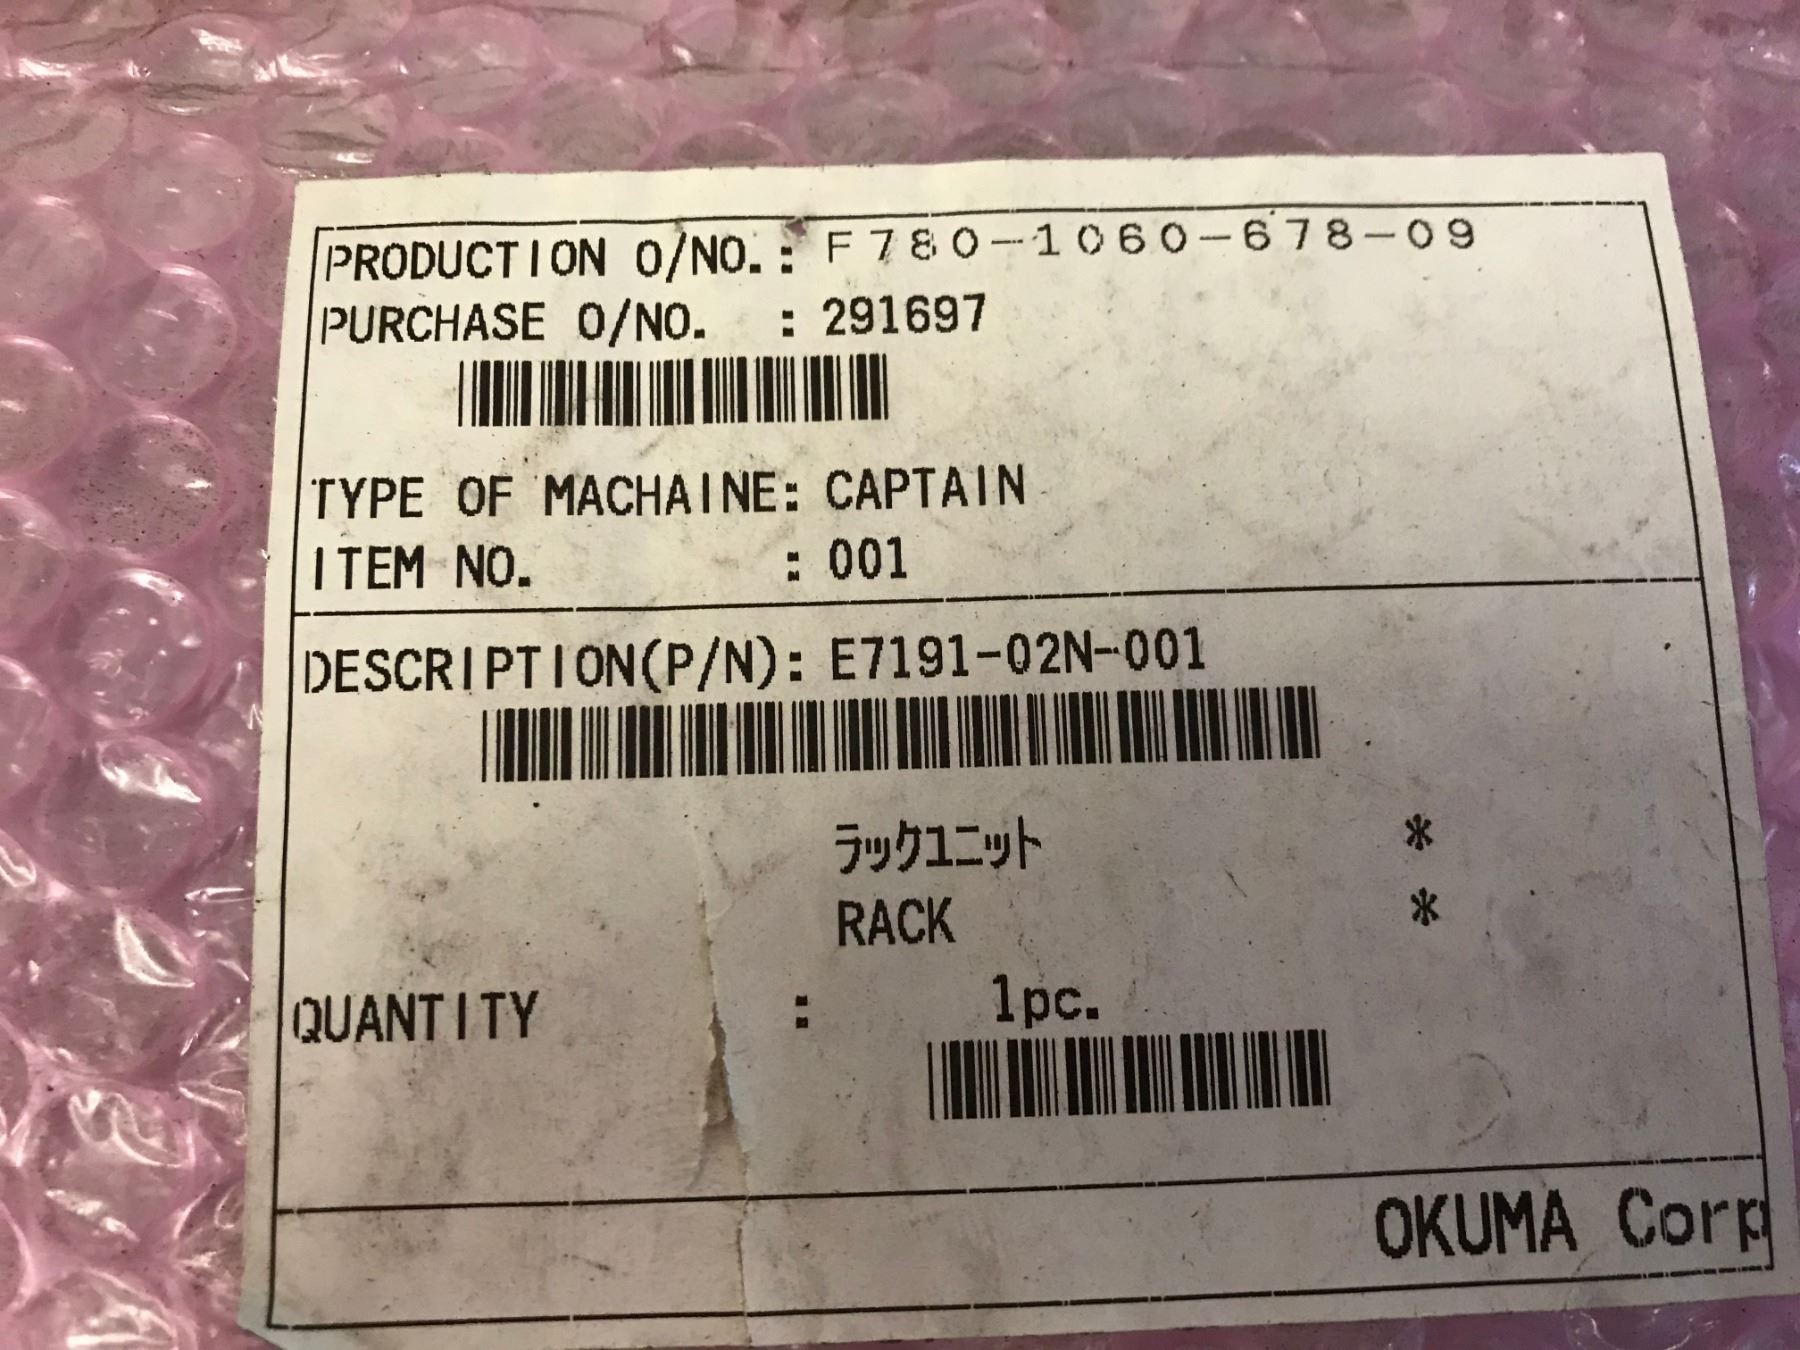 PRODUCTION O/NO.: F780-1060-678-09
PURCHASE O/NO. : 291697
TYPE OF MACHAINE: CAPTAIN
ITEM NO. : 001
DESCRIPTION(P/N): E7191-02N-001
ラックユニット *
RACK *
QUANTITY : 1pc.
OKUMA Corp